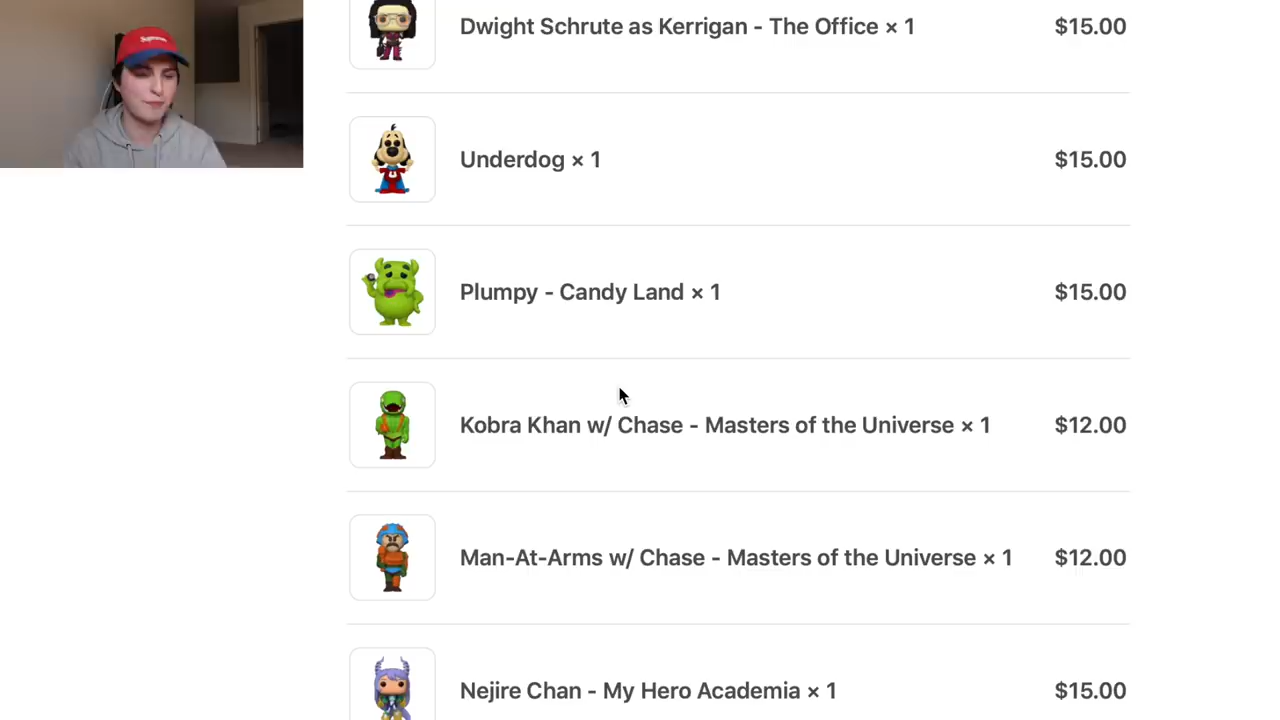 Supreme
Dwight Schrute as Kerrigan - The Office × 1 $15.00
Underdog × 1 $15.00
Plumpy - Candy Land × 1 $15.00
Kobra Khan w/ Chase - Masters of the Universe × 1 $12.00
Man-At-Arms w/ Chase - Masters of the Universe × 1 $12.00
Nejire Chan - My Hero Academia × 1 $15.00